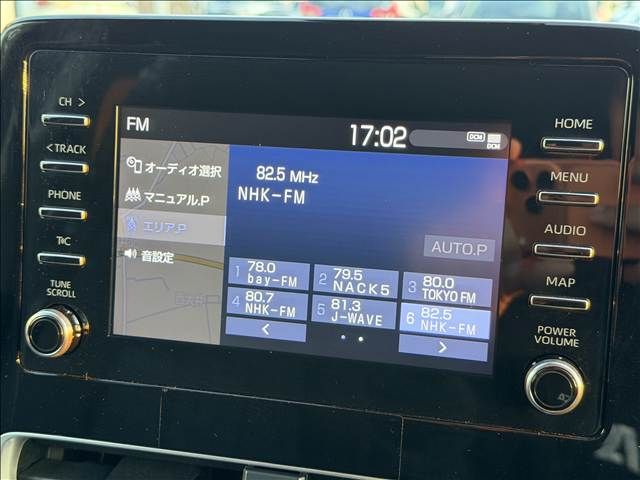 CH >
< TRACK
PHONE
T&C
TUNE
SCROLL
FM
17:02
DCM
DCM
オーディオ選択
マニュアル.P
エリア.P
音設定
82.5 MHz
NHK-FM
AUTO.P
1 78.0 bay-FM
2 79.5 NACK5
3 80.0 TOKYO FM
4 80.7 NHK-FM
5 81.3 J-WAVE
6 82.5 NHK-FM
<
>
HOME
MENU
AUDIO
MAP
POWER
VOLUME